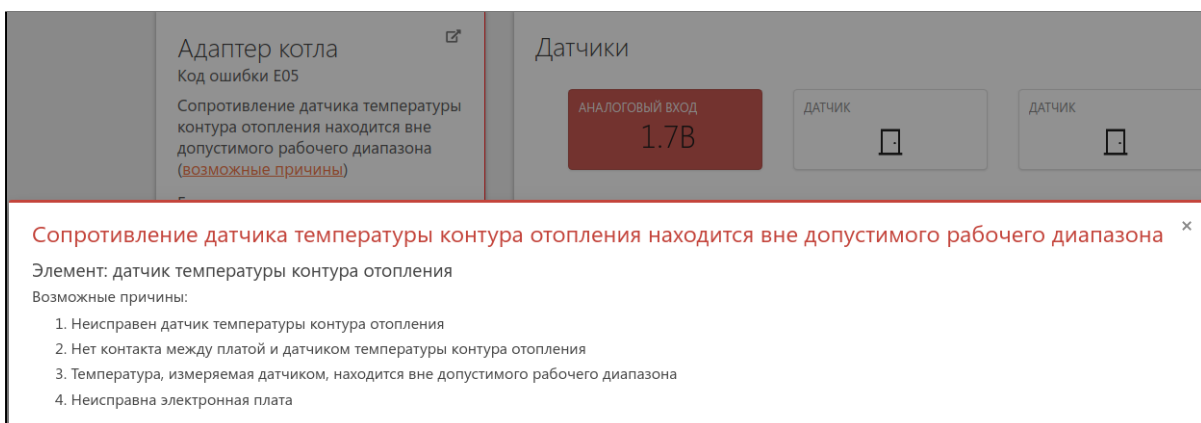 Адаптер котла
Код ошибки E05
Сопротивление датчика температуры
контура отопления находится вне
допустимого рабочего диапазона
(возможные причины)
Датчики
АНАЛОГОВЫЙ ВХОД
1.7В
ДАТЧИК
ДАТЧИК
Сопротивление датчика температуры контура отопления находится вне допустимого рабочего диапазона ×
Элемент: датчик температуры контура отопления
Возможные причины:
1. Неисправен датчик температуры контура отопления
2. Нет контакта между платой и датчиком температуры контура отопления
3. Температура, измеряемая датчиком, находится вне допустимого рабочего диапазона
4. Неисправна электронная плата